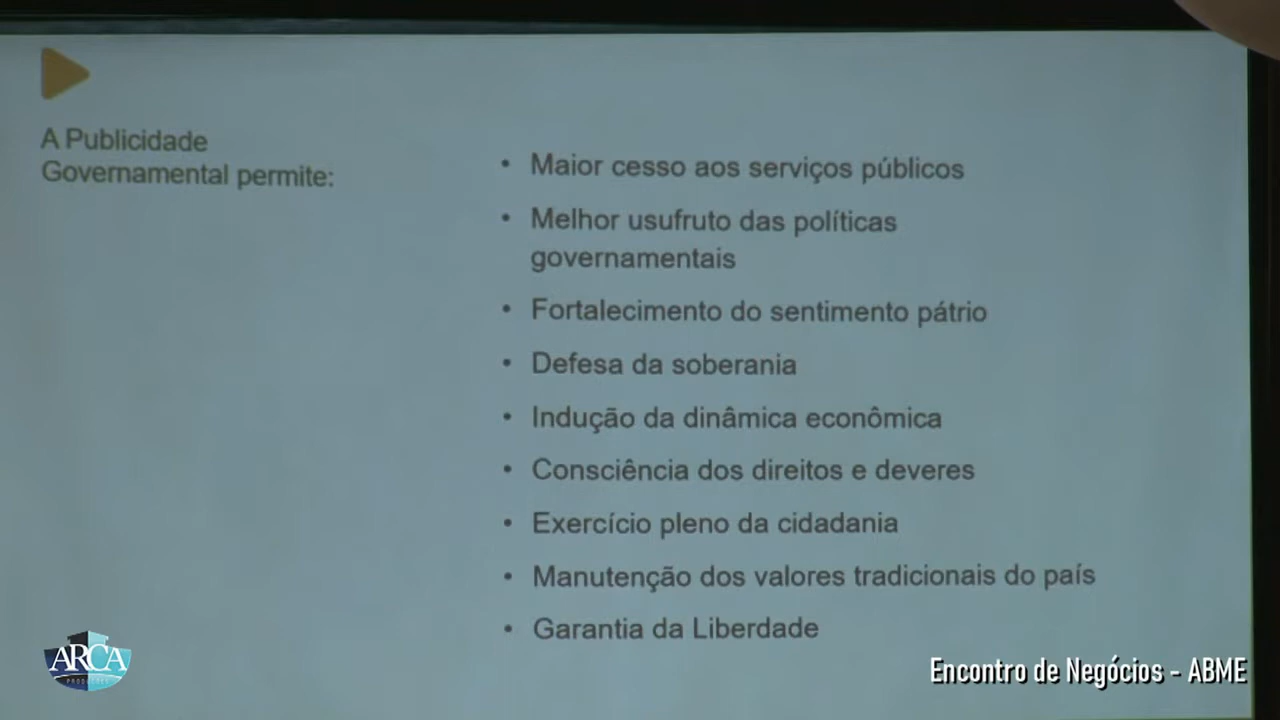 A Publicidade
Governamental permite:
• Maior cesso aos serviços públicos
• Melhor usufruto das políticas
governamentais
• Fortalecimento do sentimento pátrio
• Defesa da soberania
• Indução da dinâmica econômica
• Consciência dos direitos e deveres
• Exercício pleno da cidadania
• Manutenção dos valores tradicionais do país
• Garantia da Liberdade
ARCA
PRODUÇÕES
Encontro de Negócios - ABME